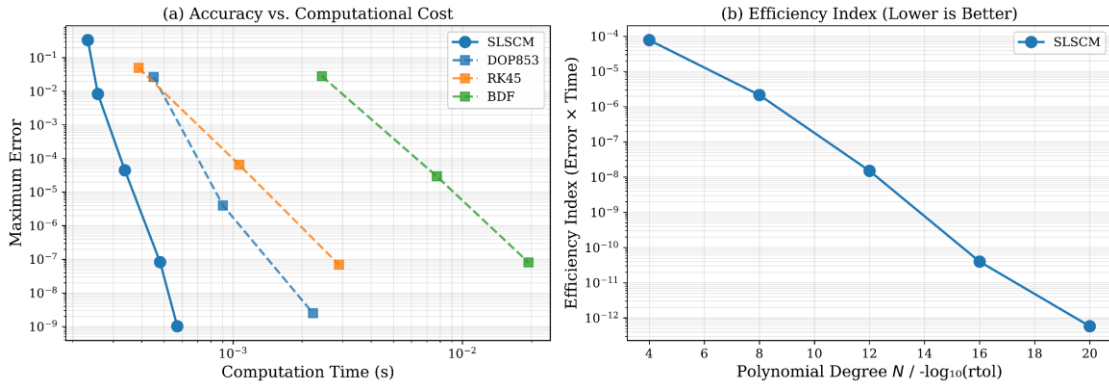 (a) Accuracy vs. Computational Cost
Maximum Error
10⁻¹
10⁻²
10⁻³
10⁻⁴
10⁻⁵
10⁻⁶
10⁻⁷
10⁻⁸
10⁻⁹
SLSCM
DOP853
RK45
BDF
10⁻³
10⁻²
Computation Time (s)
(b) Efficiency Index (Lower is Better)
Efficiency Index (Error × Time)
10⁻⁴
10⁻⁵
10⁻⁶
10⁻⁷
10⁻⁸
10⁻⁹
10⁻¹⁰
10⁻¹¹
10⁻¹²
SLSCM
4
6
8
10
12
14
16
18
20
Polynomial Degree N / -log₁₀(rtol)